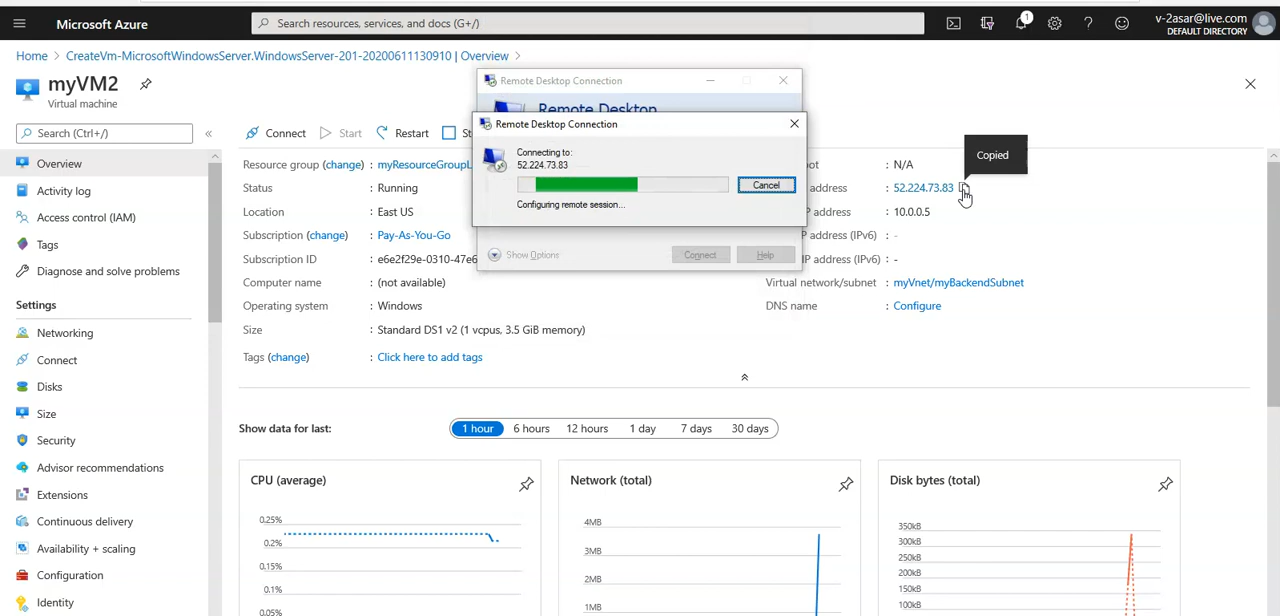 Microsoft Azure
Search resources, services, and docs (G+/)
1
v-2asar@live.com
DEFAULT DIRECTORY
Home > CreateVm-MicrosoftWindowsServer.WindowsServer-201-20200611130910 | Overview >
myVM2
Virtual machine
Search (Ctrl+/)
«
Overview
Activity log
Access control (IAM)
Tags
Diagnose and solve problems
Settings
Networking
Connect
Disks
Size
Security
Advisor recommendations
Extensions
Continuous delivery
Availability + scaling
Configuration
Identity
Connect
Start
Restart
St
Resource group (change) : myResourceGroupL
Status : Running
Location : East US
Subscription (change) : Pay-As-You-Go
Subscription ID : e6e2f29e-0310-47e6
Computer name : (not available)
Operating system : Windows
Size : Standard DS1 v2 (1 vcpus, 3.5 GiB memory)
Tags (change) : Click here to add tags
ot : N/A
address : 52.224.73.83
P address : 10.0.0.5
P address (IPv6) : -
IP address (IPv6) : -
Virtual network/subnet : myVnet/myBackendSubnet
DNS name : Configure
Copied
Remote Desktop Connection
Remote Desktop
Remote Desktop Connection
Connecting to:
52.224.73.83
Cancel
Configuring remote session...
Show Options
Connect
Help
Show data for last:
1 hour
6 hours
12 hours
1 day
7 days
30 days
CPU (average)
0.25%
0.2%
0.15%
0.1%
0.05%
Network (total)
4MB
3MB
2MB
1MB
Disk bytes (total)
350kB
300kB
250kB
200kB
150kB
100kB